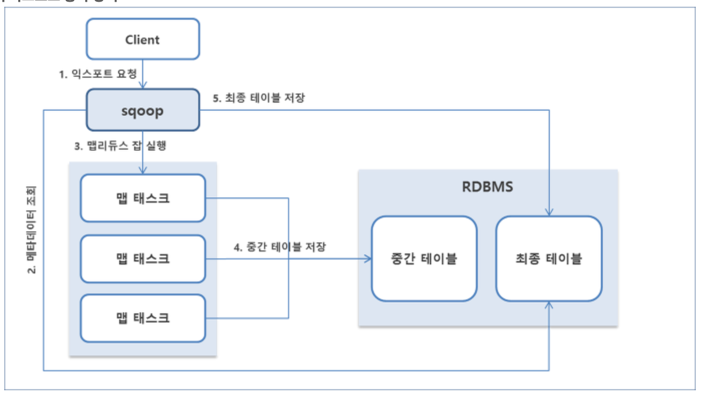 Client
1. 익스포트 요청
5. 최종 테이블 저장
sqoop
3. 맵리듀스 잡 실행
2. 메타데이터 조회
맵 태스크
RDBMS
4. 중간 테이블 저장
맵 태스크
중간 테이블
최종 테이블
맵 태스크